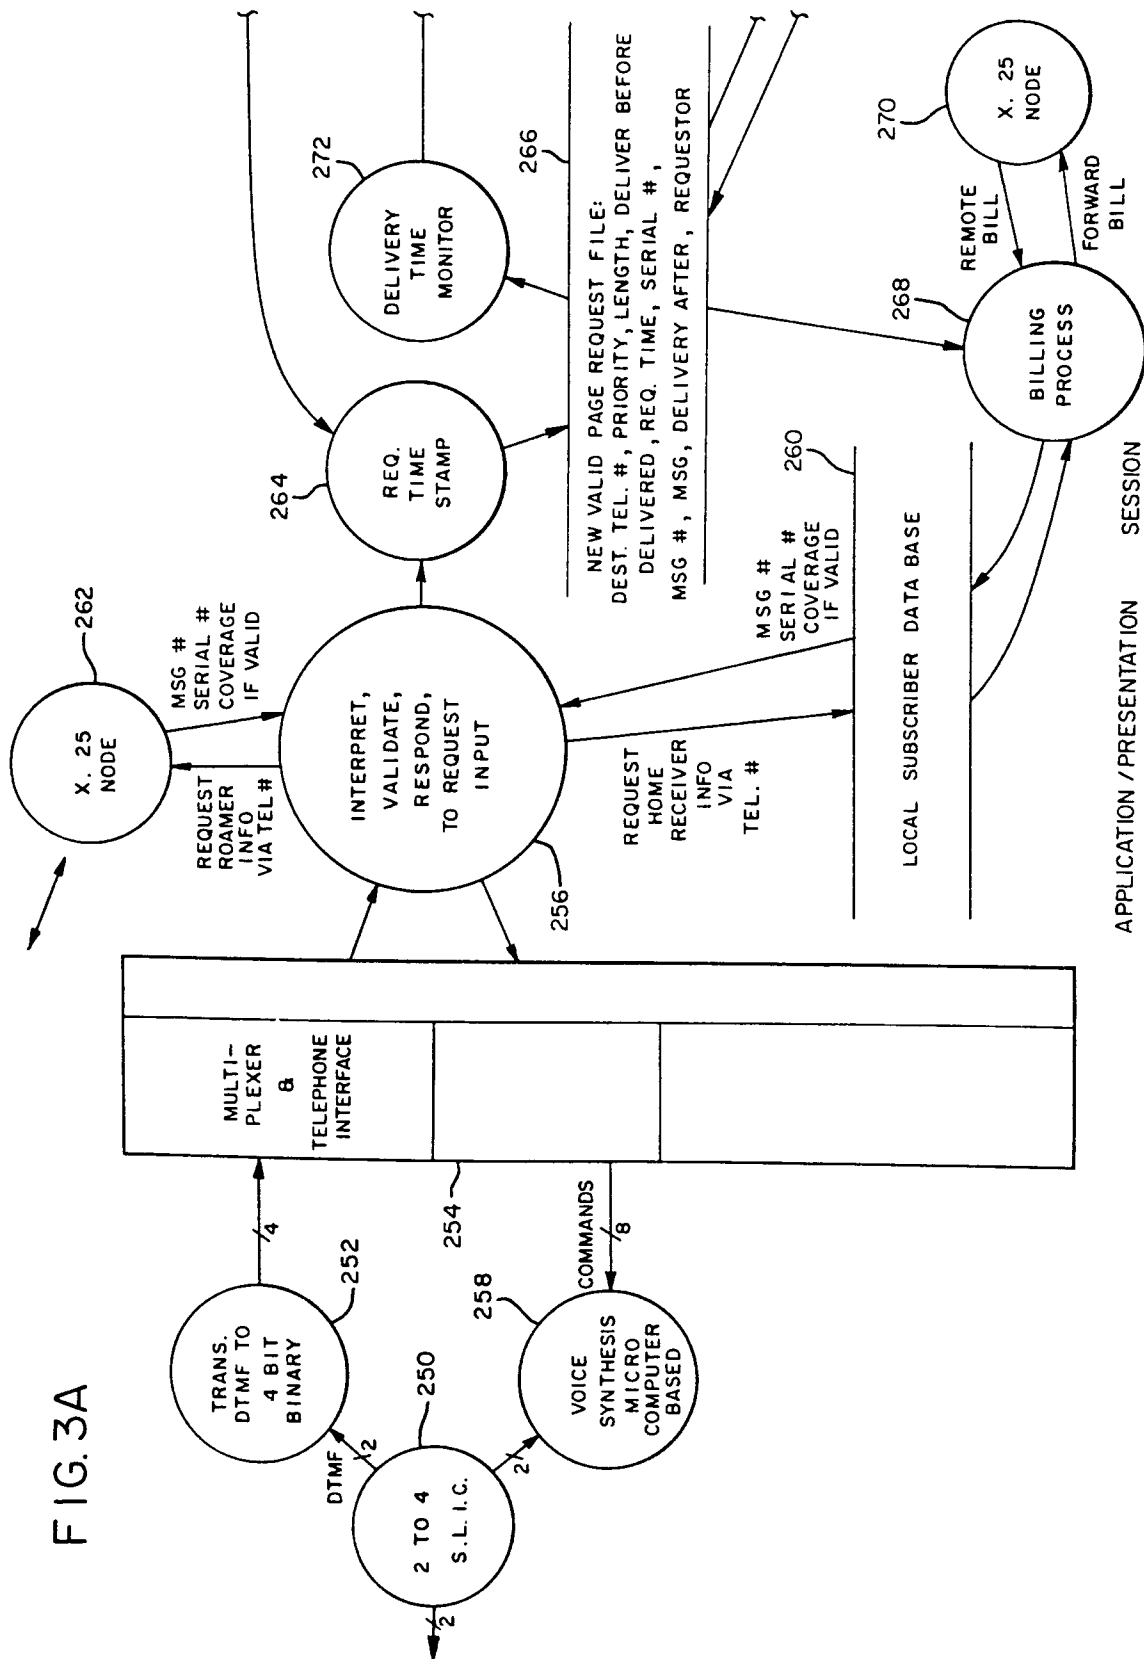 FIG. 3A
2 TO 4
S.L.I.C.
250
2
DTMF
2
2
TRANS.
DTMF TO
4 BIT
BINARY
252
4
VOICE
SYNTHESIS
MICRO
COMPUTER
BASED
258
COMMANDS
8
MULTI-
PLEXER
&
TELEPHONE
INTERFACE
254
X. 25
NODE
262
REQUEST
ROAMER
INFO
VIA TEL #
MSG #
SERIAL #
COVERAGE
IF VALID
INTERPRET,
VALIDATE,
RESPOND,
TO REQUEST
INPUT
256
REQUEST
HOME
RECEIVER
INFO
VIA
TEL. #
MSG #
SERIAL #
COVERAGE
IF VALID
260
LOCAL SUBSCRIBER DATA BASE
REQ.
TIME
STAMP
264
DELIVERY
TIME
MONITOR
272
266
NEW VALID PAGE REQUEST FILE:
DEST. TEL. #, PRIORITY, LENGTH, DELIVER BEFORE
DELIVERED, REQ. TIME, SERIAL #,
MSG #, MSG, DELIVERY AFTER, REQUESTOR
BILLING
PROCESS
268
REMOTE
BILL
FORWARD
BILL
X. 25
NODE
270
APPLICATION / PRESENTATION
SESSION